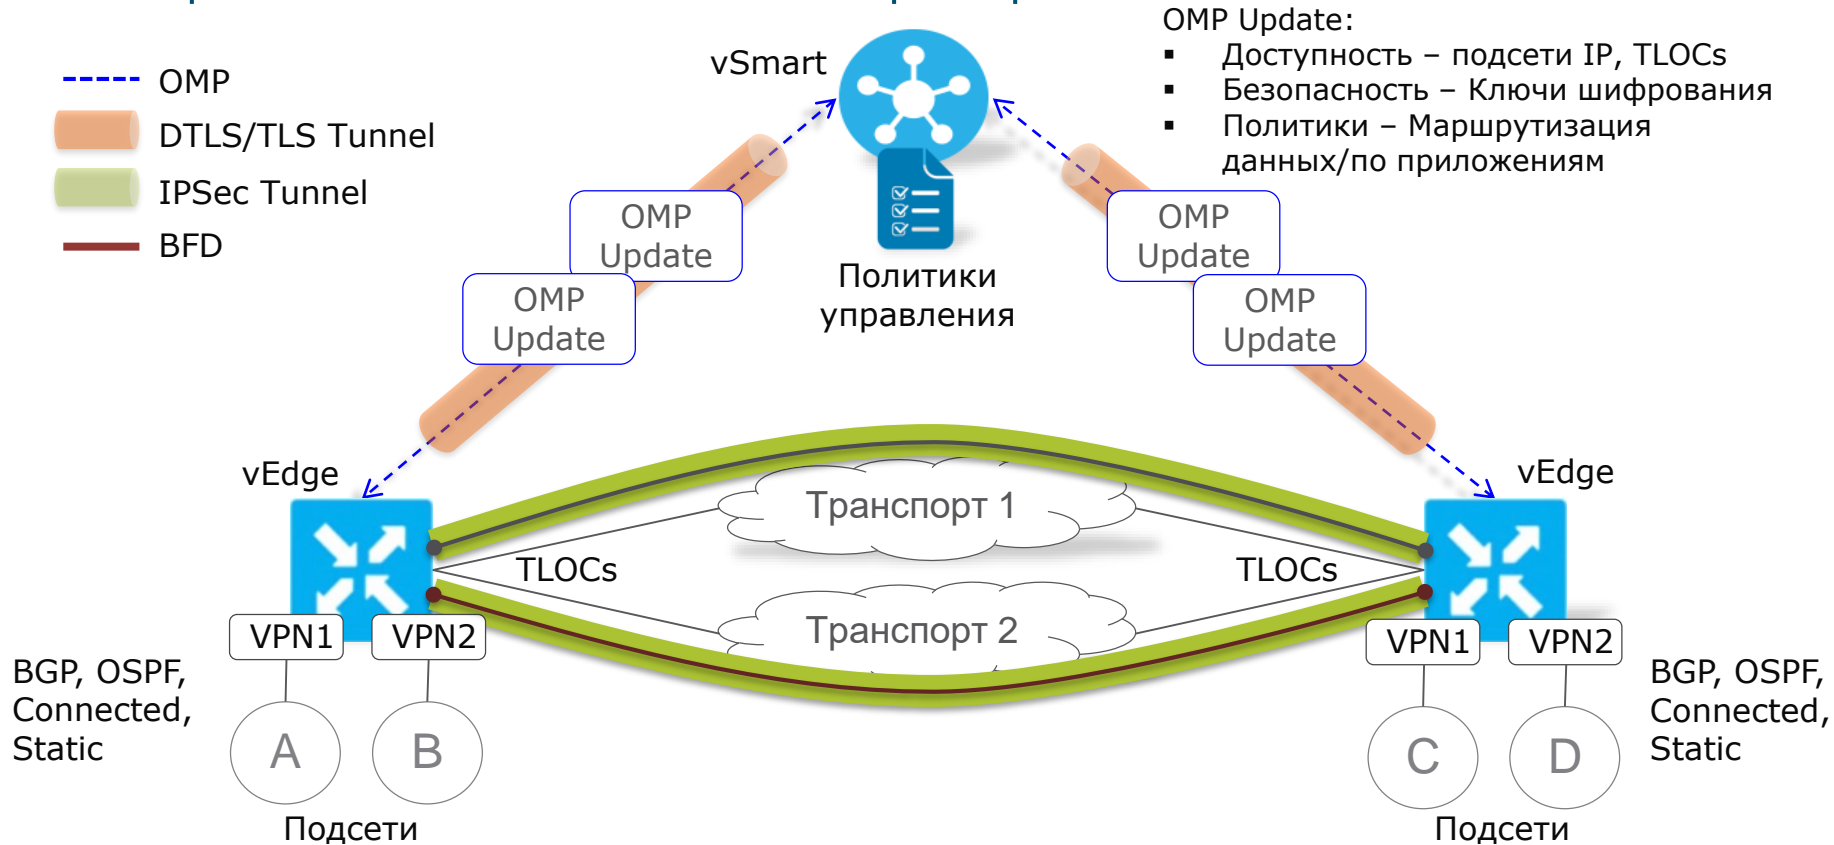 OMP
DTLS/TLS Tunnel
IPSec Tunnel
BFD
vSmart
OMP Update:
▪ Доступность – подсети IP, TLOCs
▪ Безопасность – Ключи шифрования
▪ Политики – Маршрутизация
данных/по приложениям
OMP
Update
OMP
Update
OMP
Update
OMP
Update
Политики
управления
vEdge
vEdge
Транспорт 1
TLOCs
TLOCs
Транспорт 2
VPN1
VPN2
VPN1
VPN2
BGP, OSPF,
Connected,
Static
A
B
C
D
BGP, OSPF,
Connected,
Static
Подсети
Подсети